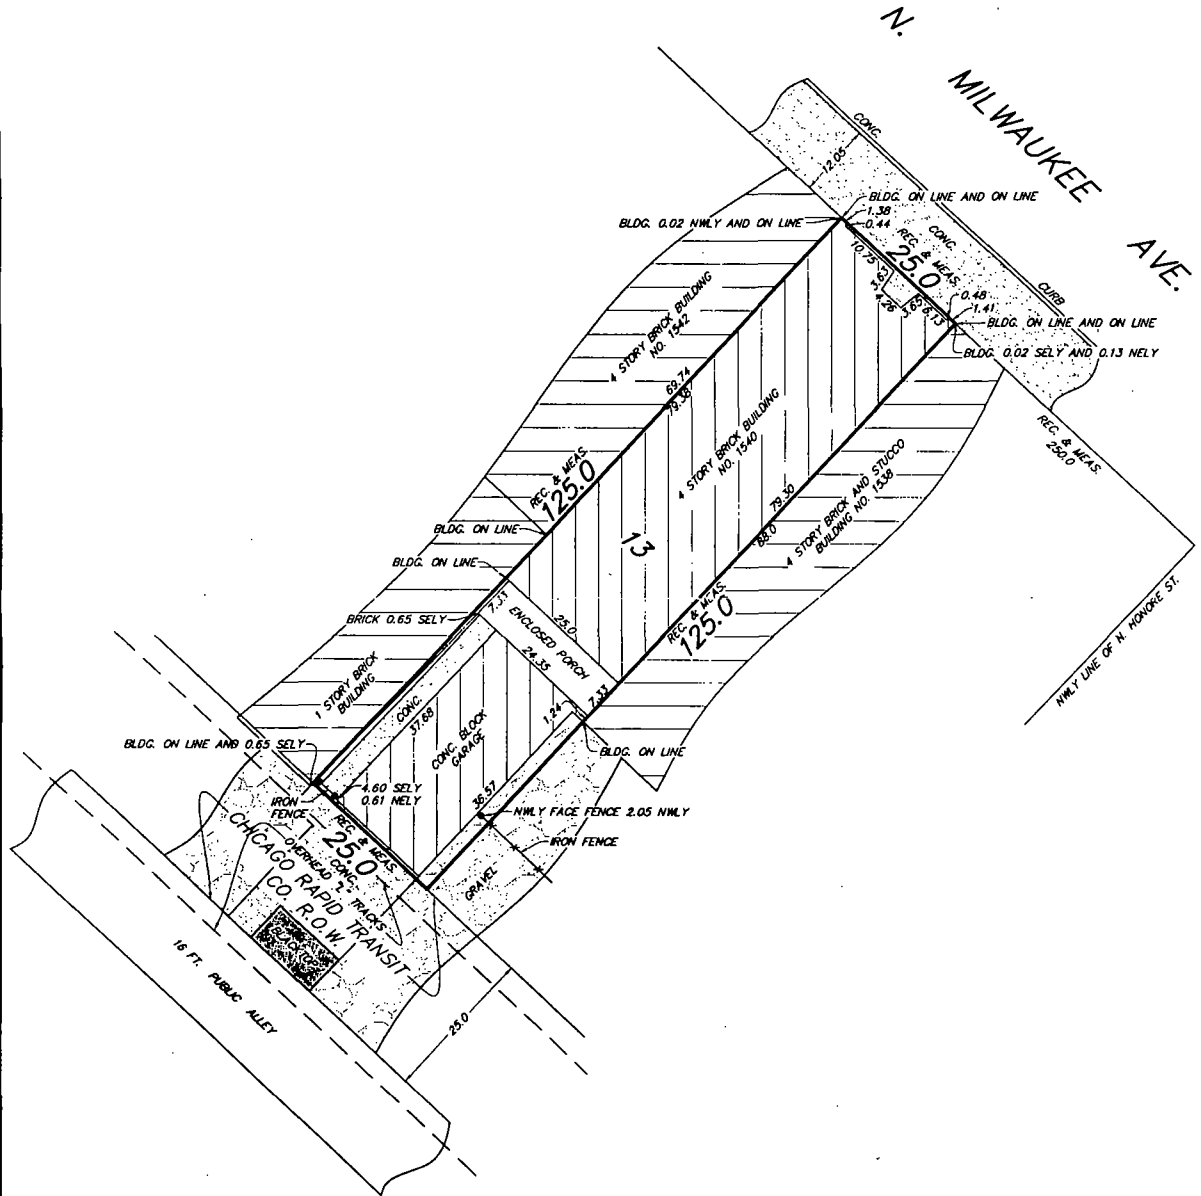 N. MILWAUKEE AVE.
CONC.
12.05
BLDG. ON LINE AND ON LINE
1.38
0.44
BLDG. 0.02 NWLY AND ON LINE
CONC.
REC. & MEAS.
25.0
CURB
10.75
3.63
4.26
3.65
6.13
0.48
1.41
BLDG. ON LINE AND ON LINE
BLDG. 0.02 SELY AND 0.13 NELY
4 STORY BRICK BUILDING
NO. 1542
69.74
79.38
4 STORY BRICK BUILDING
NO. 1540
REC. & MEAS.
250.0
4 STORY BRICK AND STUCCO
BUILDING NO. 1538
79.30
88.0
REC. & MEAS.
125.0
BLDG. ON LINE
13
BLDG. ON LINE
NWLY LINE OF N. HONORE ST.
REC. & MEAS.
125.0
7.33
25.0
ENCLOSED PORCH
BRICK 0.65 SELY
24.35
7.33
1.24
1 STORY BRICK
BUILDING
CONC.
37.68
CONC. BLOCK
GARAGE
BLDG. ON LINE AND 0.65 SELY
BLDG. ON LINE
4.60 SELY
0.61 NELY
36.57
IRON
FENCE
NWLY FACE FENCE 2.05 NWLY
IRON FENCE
REC. & MEAS.
25.0
GRAVEL
OVERHEAD TRACKS
CONC.
CHICAGO RAPID TRANSIT
CO. R.O.W.
BLACKTOP
16 FT. PUBLIC ALLEY
25.0